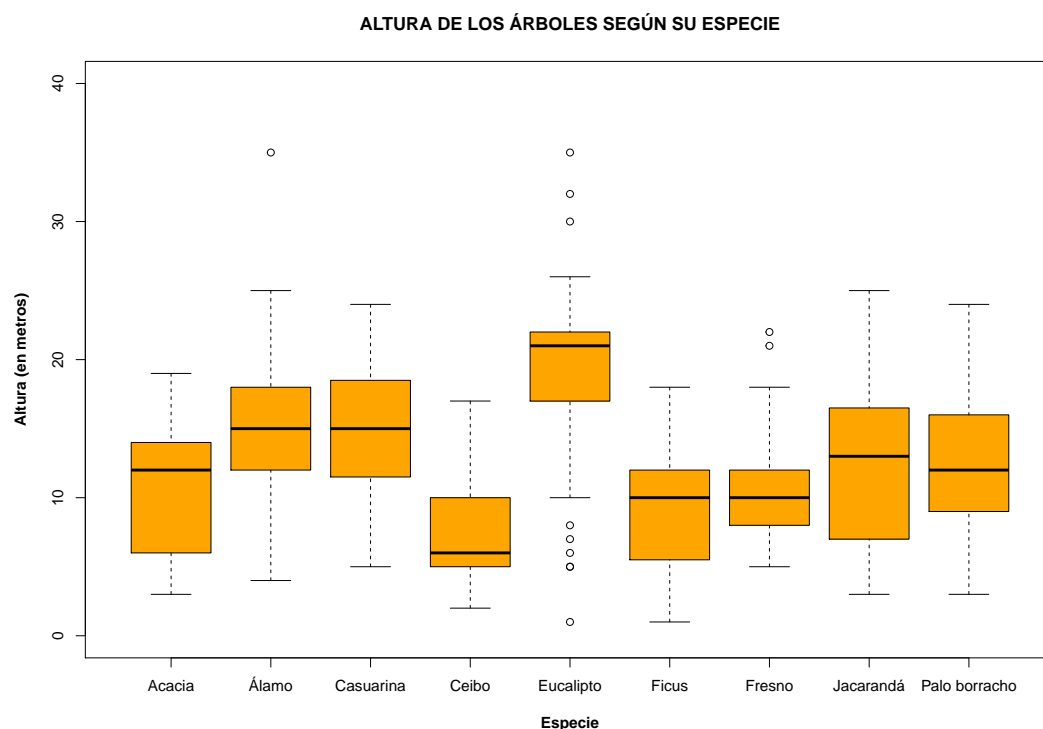 ALTURA DE LOS ÁRBOLES SEGÚN SU ESPECIE
Altura (en metros)
40
30
20
10
0
Acacia Álamo Casuarina Ceibo Eucalipto Ficus Fresno Jacarandá Palo borracho
Especie